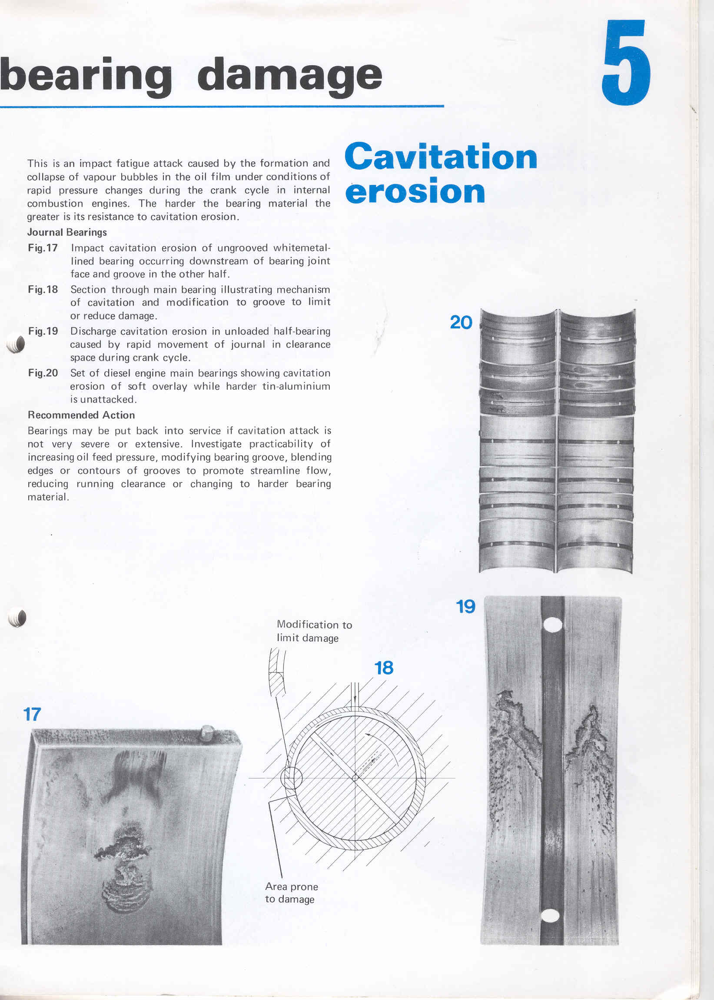 bearing damage
5
Cavitation
erosion
This is an impact fatigue attack caused by the formation and
collapse of vapour bubbles in the oil film under conditions of
rapid pressure changes during the crank cycle in internal
combustion engines. The harder the bearing material the
greater is its resistance to cavitation erosion.
Journal Bearings
Fig.17 Impact cavitation erosion of ungrooved whitemetal-
lined bearing occurring downstream of bearing joint
face and groove in the other half.
Fig.18 Section through main bearing illustrating mechanism
of cavitation and modification to groove to limit
or reduce damage.
Fig.19 Discharge cavitation erosion in unloaded half-bearing
caused by rapid movement of journal in clearance
space during crank cycle.
Fig.20 Set of diesel engine main bearings showing cavitation
erosion of soft overlay while harder tin-aluminium
is unattacked.
Recommended Action
Bearings may be put back into service if cavitation attack is
not very severe or extensive. Investigate practicability of
increasing oil feed pressure, modifying bearing groove, blending
edges or contours of grooves to promote streamline flow,
reducing running clearance or changing to harder bearing
material.
20
19
Modification to
limit damage
18
17
Area prone
to damage